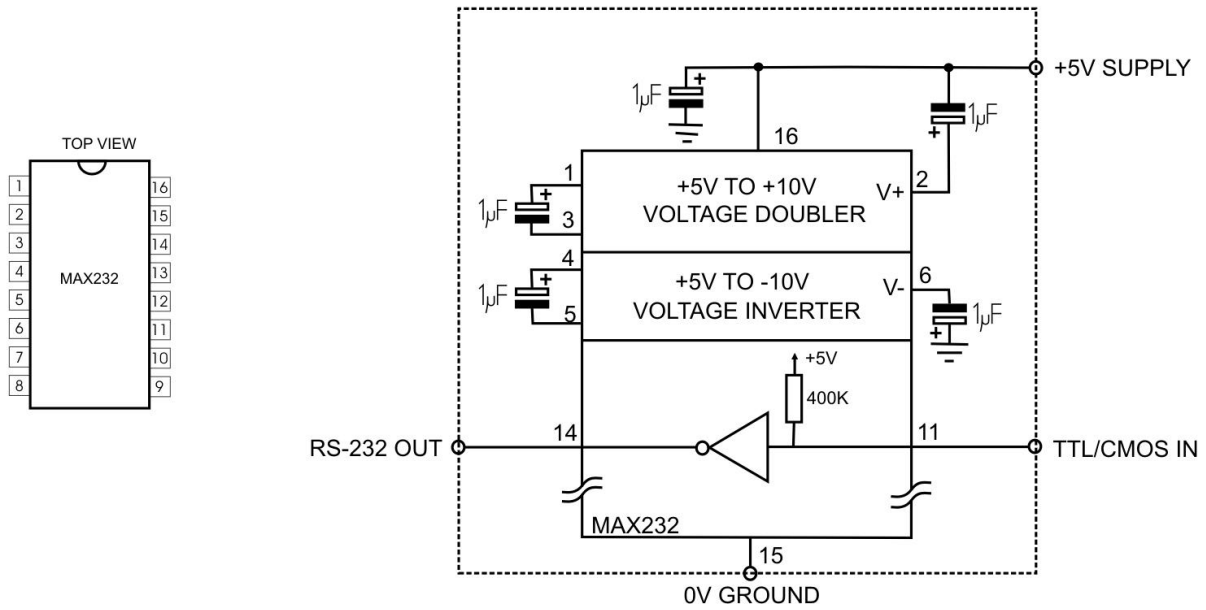 TOP VIEW
1
2
3
4
5
6
7
8
MAX232
16
15
14
13
12
11
10
9
+5V SUPPLY
1µF
+
1µF
+
16
1
3
1µF
+
+5V TO +10V
VOLTAGE DOUBLER
V+
2
4
5
1µF
+
+5V TO -10V
VOLTAGE INVERTER
V-
6
1µF
+
+5V
400K
RS-232 OUT
14
11
TTL/CMOS IN
MAX232
15
0V GROUND